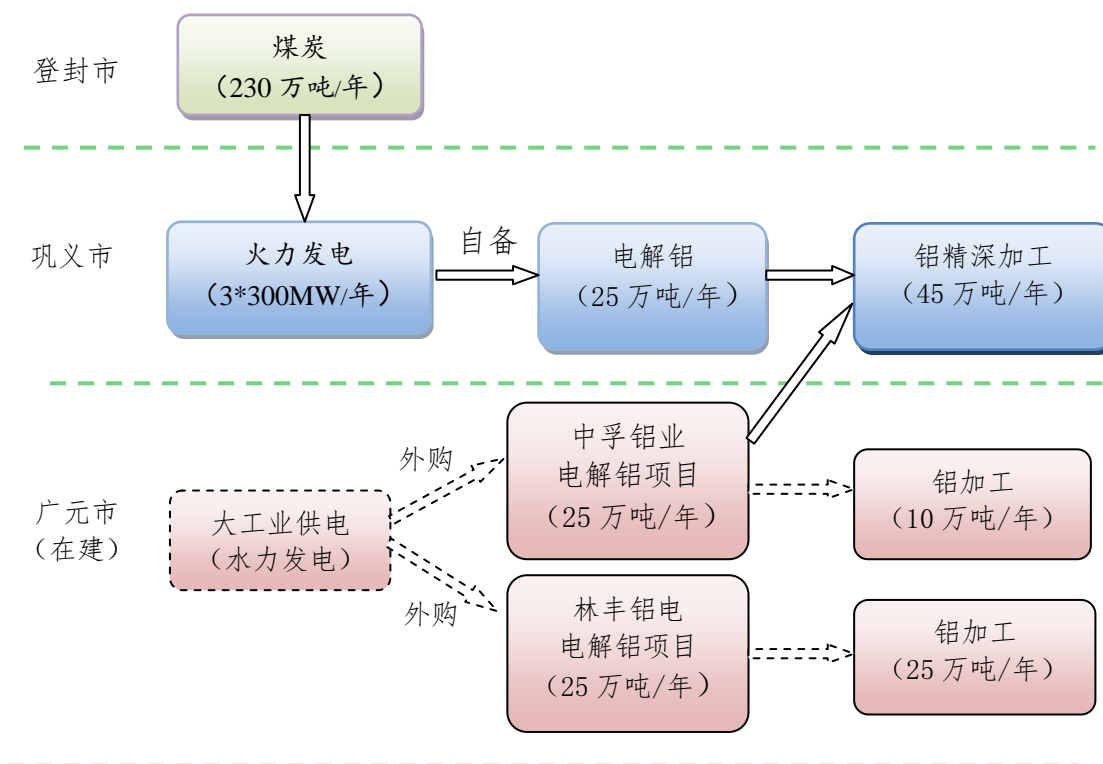 登封市
煤炭
（230 万吨/年）
巩义市
火力发电
（3*300MW/年）
自备
电解铝
（25 万吨/年）
铝精深加工
（45 万吨/年）
广元市
（在建）
大工业供电
（水力发电）
外购
外购
中孚铝业
电解铝项目
（25 万吨/年）
铝加工
（10 万吨/年）
林丰铝电
电解铝项目
（25 万吨/年）
铝加工
（25 万吨/年）